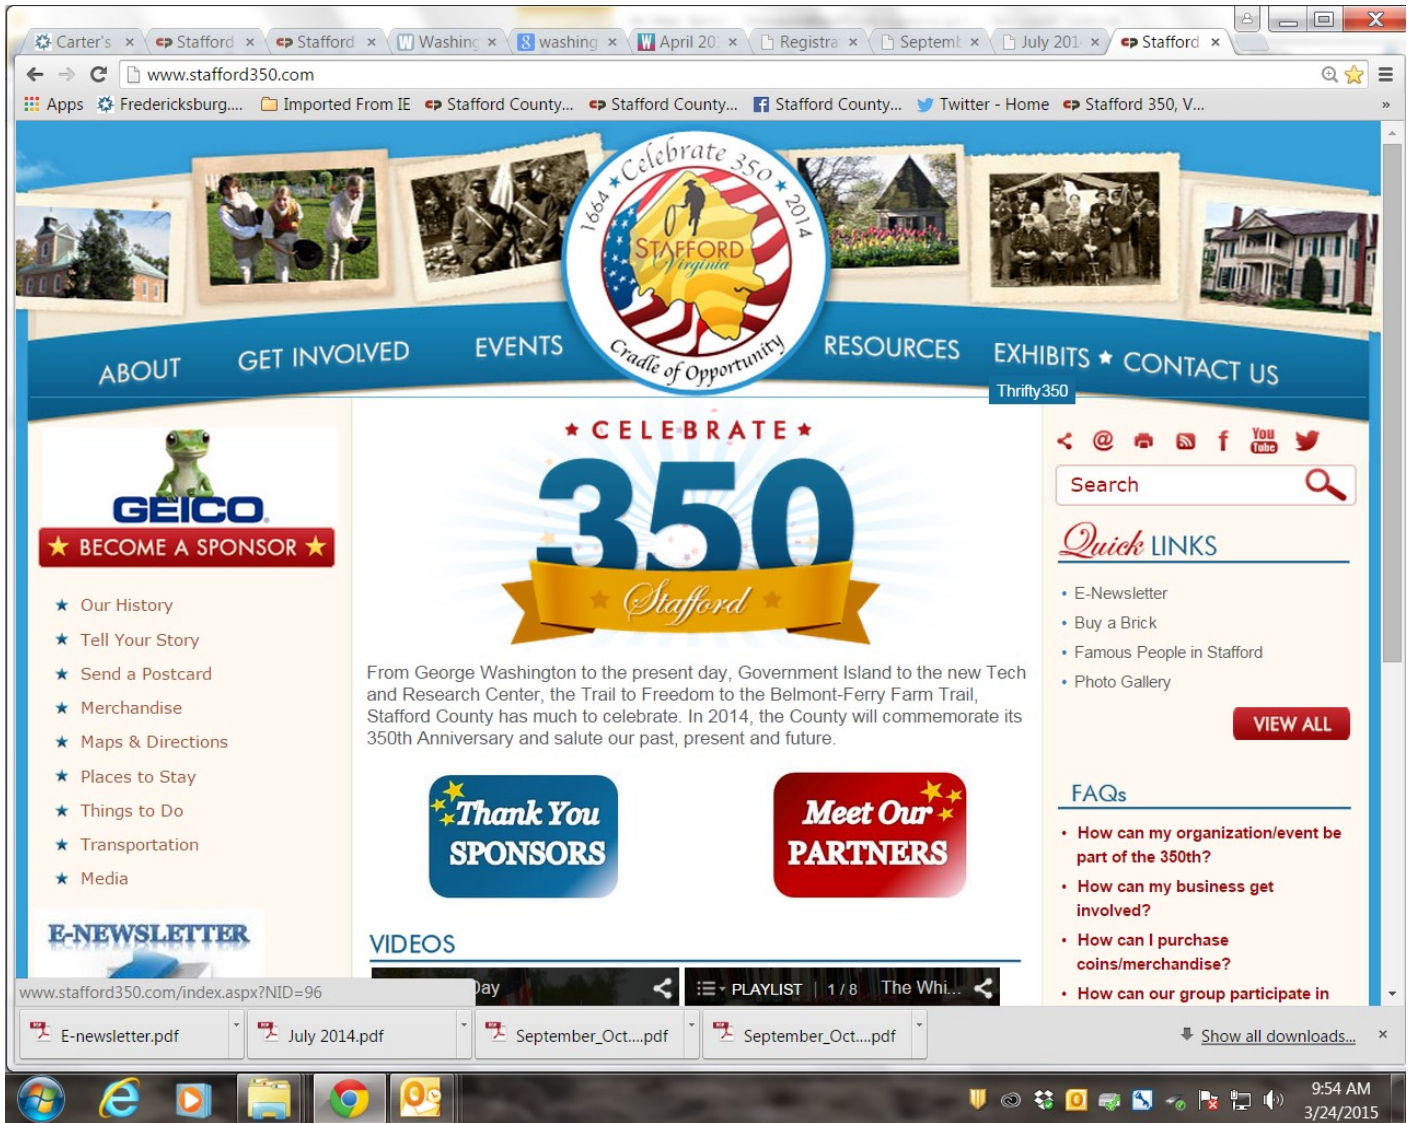 Carter's
Stafford
Stafford
Washing
washing
April 20
Registra
Septemb
July 201
Stafford
www.stafford350.com
Apps
Fredericksburg....
Imported From IE
Stafford County...
Stafford County...
Stafford County...
Twitter - Home
Stafford 350, V...
»
1664 ★ Celebrate 350 ★ 2014
STAFFORD
Virginia
Cradle of Opportunity
ABOUT
GET INVOLVED
EVENTS
RESOURCES
EXHIBITS ★ CONTACT US
Thrifty350
GEICO.
★ BECOME A SPONSOR ★
Our History
Tell Your Story
Send a Postcard
Merchandise
Maps & Directions
Places to Stay
Things to Do
Transportation
Media
E-NEWSLETTER
★ CELEBRATE ★
350
Stafford
From George Washington to the present day, Government Island to the new Tech
and Research Center, the Trail to Freedom to the Belmont-Ferry Farm Trail,
Stafford County has much to celebrate. In 2014, the County will commemorate its
350th Anniversary and salute our past, present and future.
Thank You
SPONSORS
Meet Our
PARTNERS
VIDEOS
Day
PLAYLIST | 1 / 8 The Whi...
You
Tube
Search
Quick LINKS
• E-Newsletter
• Buy a Brick
• Famous People in Stafford
• Photo Gallery
VIEW ALL
FAQs
• How can my organization/event be
part of the 350th?
• How can my business get
involved?
• How can I purchase
coins/merchandise?
• How can our group participate in
www.stafford350.com/index.aspx?NID=96
E-newsletter.pdf
July 2014.pdf
September_Oct....pdf
September_Oct....pdf
Show all downloads...
9:54 AM
3/24/2015